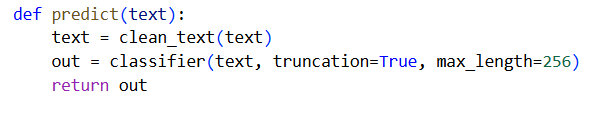 def predict(text):
    text = clean_text(text)
    out = classifier(text, truncation=True, max_length=256)
    return out